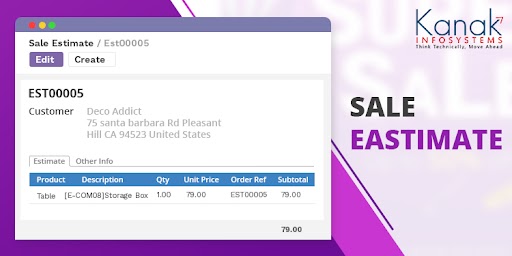 Sale Estimate / Est00005
Edit Create
EST00005
Customer Deco Addict
75 santa barbara Rd Pleasant
Hill CA 94523 United States
Estimate Other Info
Product Description Qty Unit Price Order Ref Subtotal
Table [E-COM08]Storage Box 1.00 79.00 EST00005 79.00
79.00
Kanak
INFOSYSTEMS
Think Technically, Move Ahead
SALE
EASTIMATE